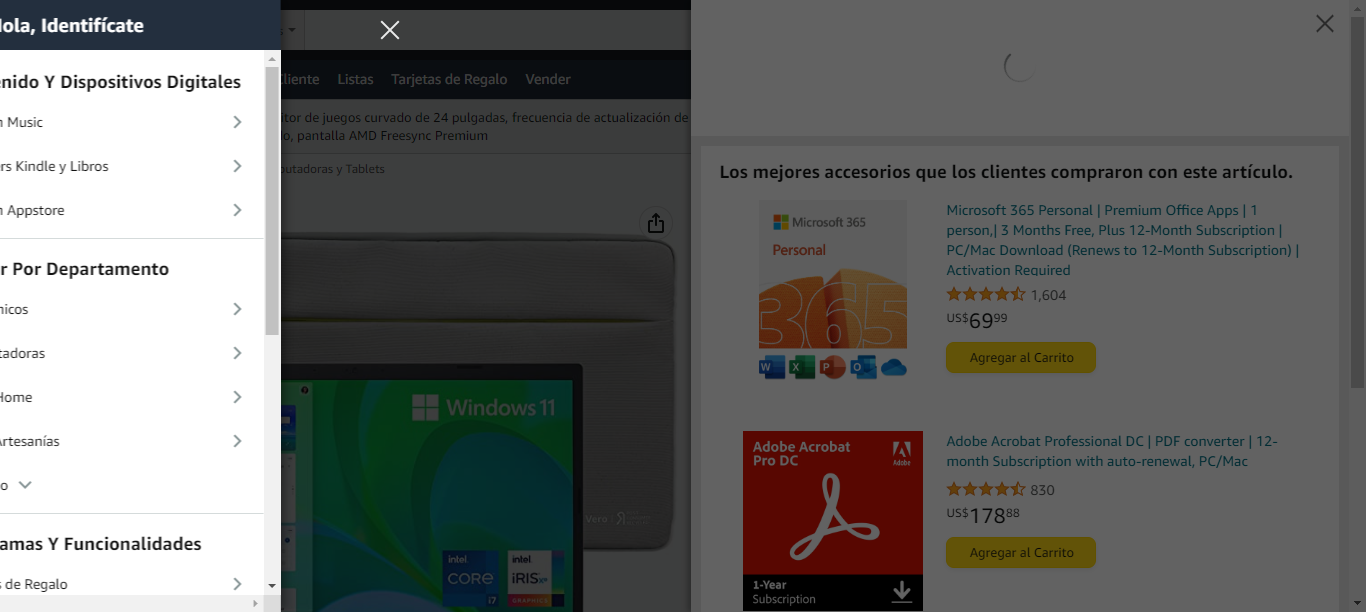 Hola, Identifícate
enido Y Dispositivos Digitales
n Music
rs Kindle y Libros
n Appstore
r Por Departamento
nicos
tadoras
Home
Artesanías
o
amas Y Funcionalidades
s de Regalo
Cliente
Listas
Tarjetas de Regalo
Vender
itor de juegos curvado de 24 pulgadas, frecuencia de actualización de
o, pantalla AMD Freesync Premium
outadoras y Tablets
Windows 11
Vero
intel
CORE
i7
intel
iRIS xe
GRAPHICS
Los mejores accesorios que los clientes compraron con este artículo.
Microsoft 365
Personal
365
W X P O
Microsoft 365 Personal | Premium Office Apps | 1
person,| 3 Months Free, Plus 12-Month Subscription |
PC/Mac Download (Renews to 12-Month Subscription) |
Activation Required
1,604
US$69.99
Agregar al Carrito
Adobe Acrobat
Pro DC
Adobe
1-Year
Subscription
Adobe Acrobat Professional DC | PDF converter | 12-
month Subscription with auto-renewal, PC/Mac
830
US$178.88
Agregar al Carrito